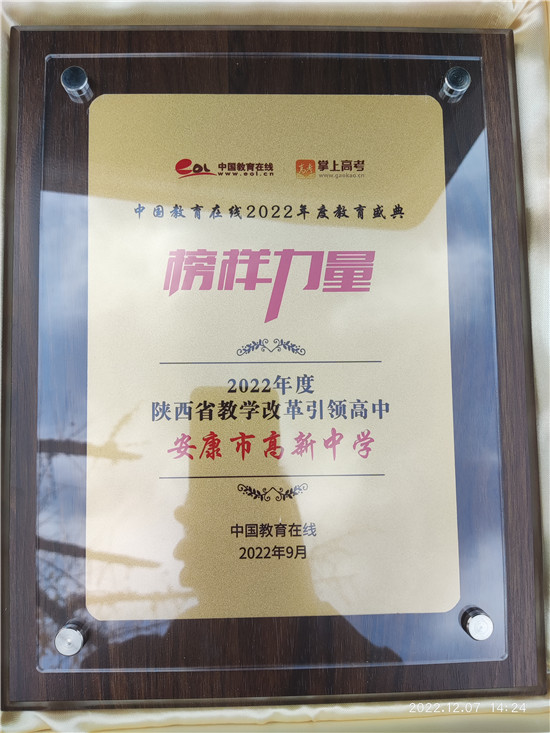 eol 中国教育在线 掌上高考
www.eol.cn www.gaokao.cn
中国教育在线2022年度教育盛典
榜样力量
2022年度
陕西省教学改革引领高中
安康市高新中学
中国教育在线
2022年9月
2022.12.07 14:24